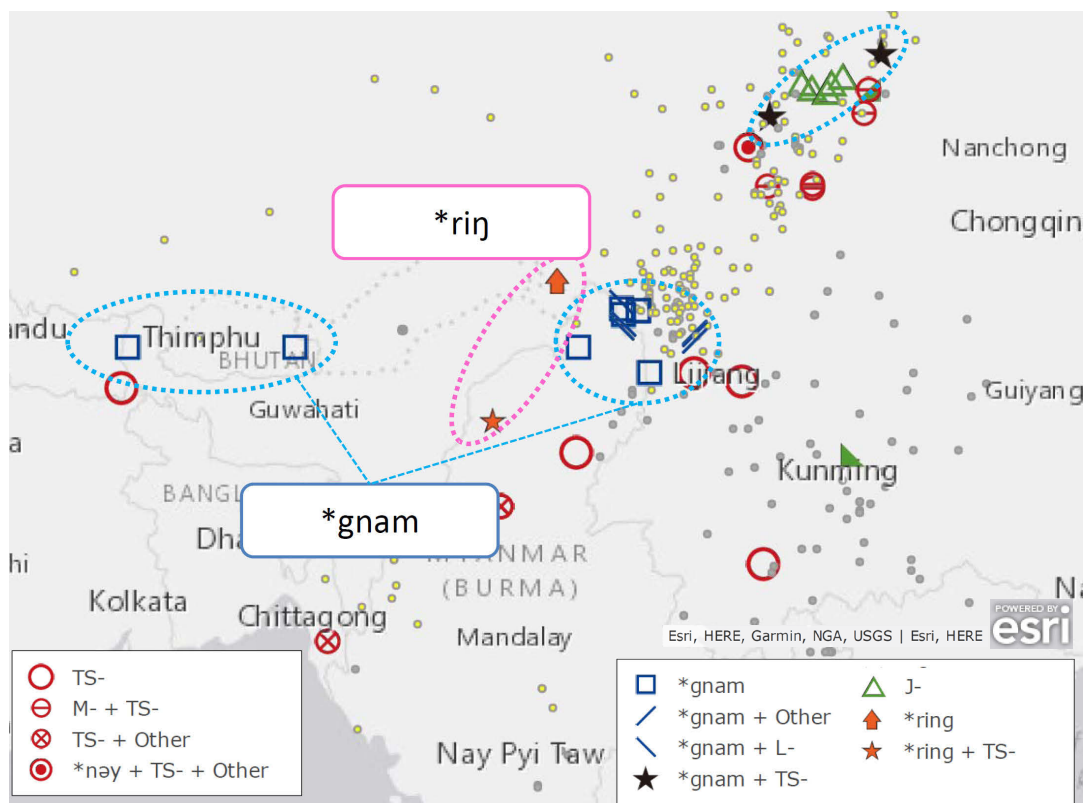 Nanchong
Chongqin
*riŋ
andu
Thimphu
BHUTAN
Lijiang
Guiyang
Guwahati
a
Kunming
BANGL
*gnam
Dha
hi
MYANMAR
(BURMA)
Na
Kolkata
Chittagong
Mandalay
Esri, HERE, Garmin, NGA, USGS | Esri, HERE
POWERED BY
esri
Nay Pyi Taw
TS-
M- + TS-
TS- + Other
*nəy + TS- + Other
*gnam
*gnam + Other
*gnam + L-
*gnam + TS-
J-
*ring
*ring + TS-